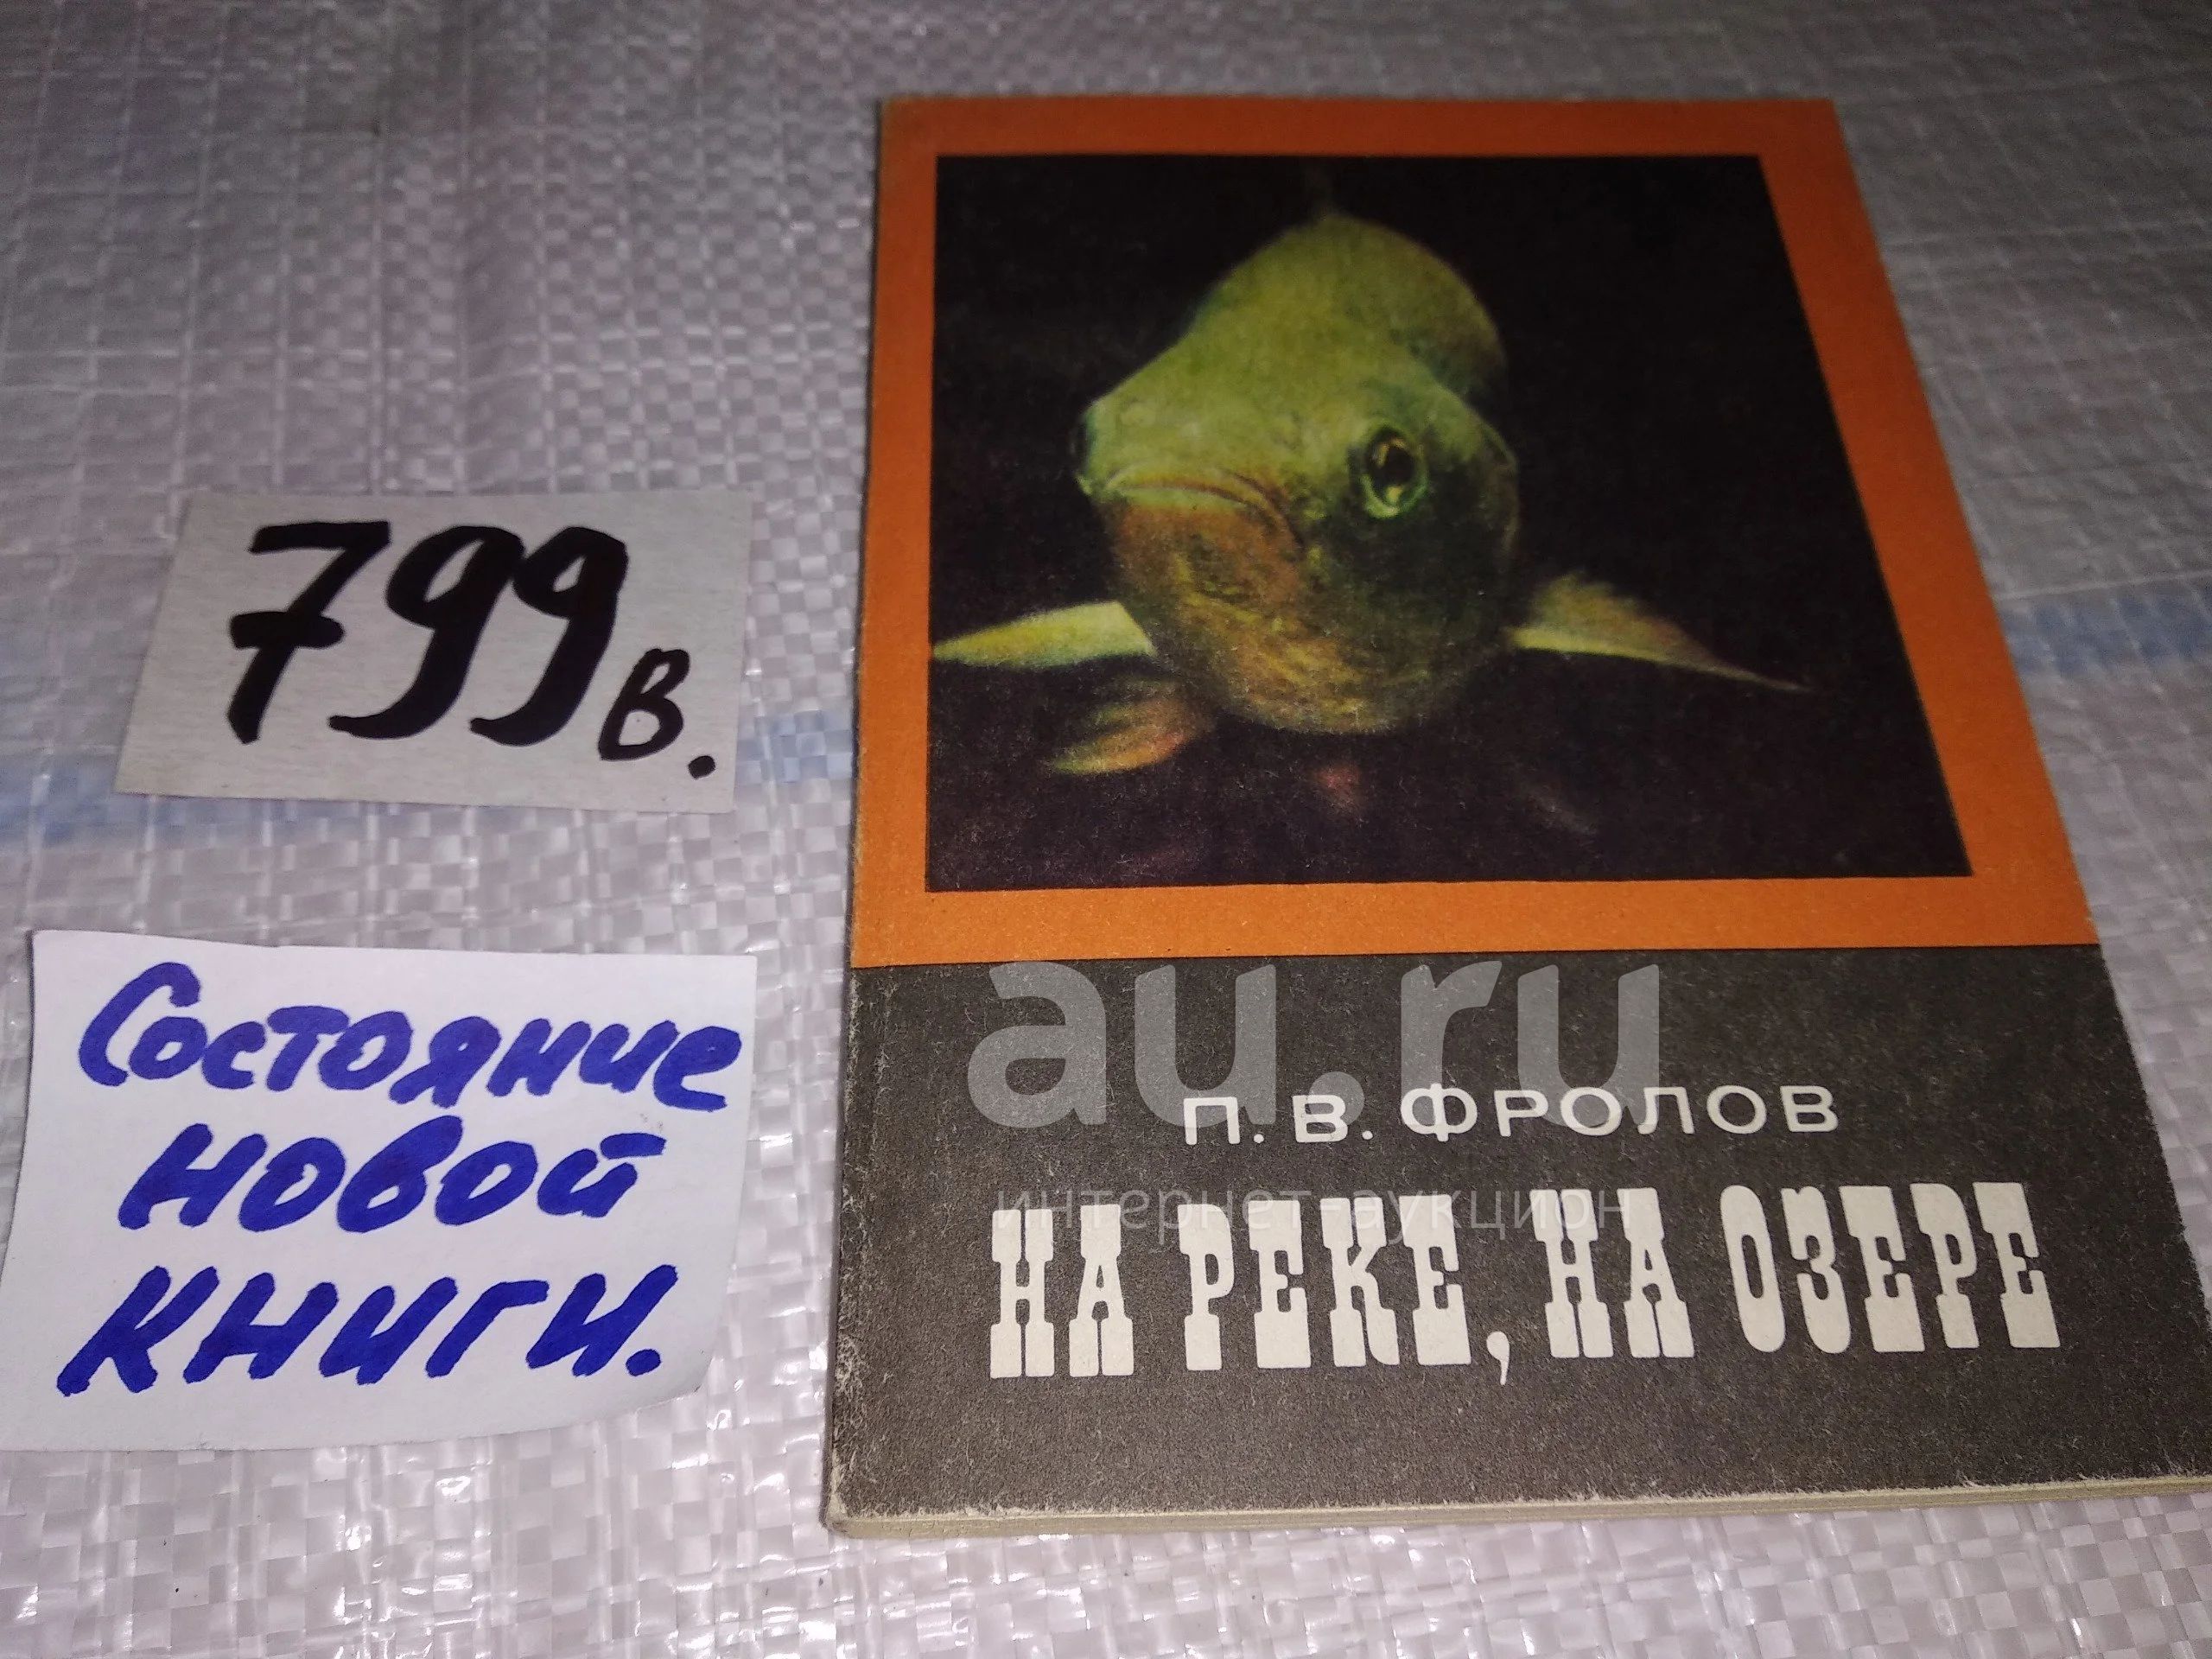 799в.
Состояние
новой
книги.
au.ru
П. В. ФРОЛОВ
интернет-аукцион
НА РЕКЕ, НА ОЗЕРЕ